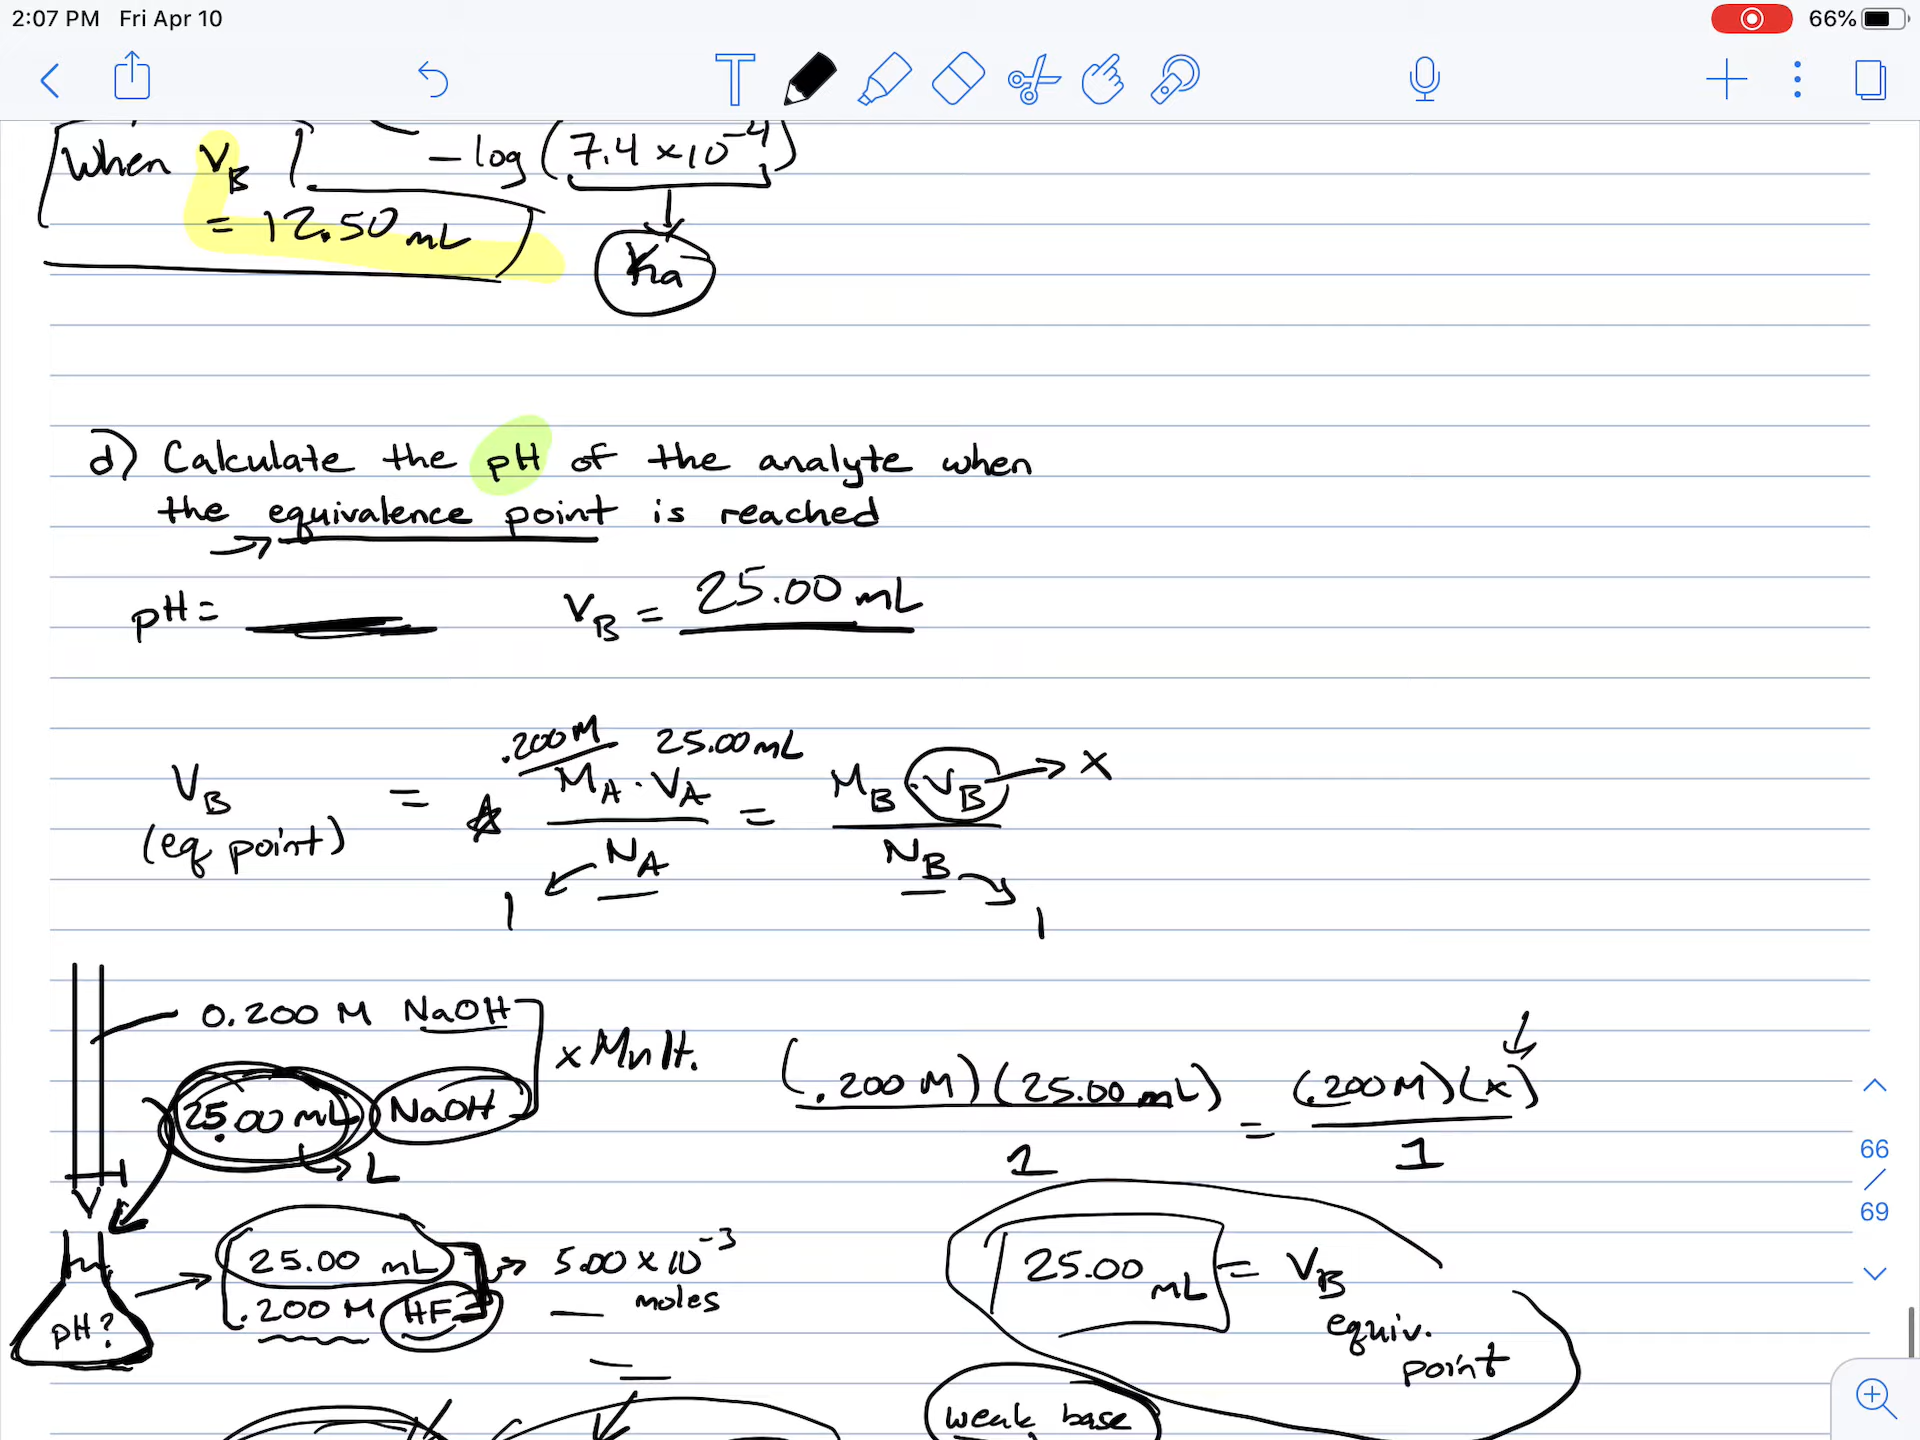 2:07 PM Fri Apr 10
66%
T
When VB - log (7.4 x 10^-4)
= 12.50 mL
Ka
d) Calculate the pH of the analyte when
the equivalence point is reached
pH = VB = 25.00 mL
.200 M 25.00 mL
VB = MA · VA = MB · VB → x
(eq point) NA NB
1 1
0.200 M NaOH
x Mult.
25.00 mL NaOH
(.200 M)(25.00 mL) = (.200 M)(x)
1 1
→ L
66
/
69
25.00 mL → 5.00 x 10^-3
.200 M HF moles
pH?
25.00 mL = VB
equiv.
point
weak base